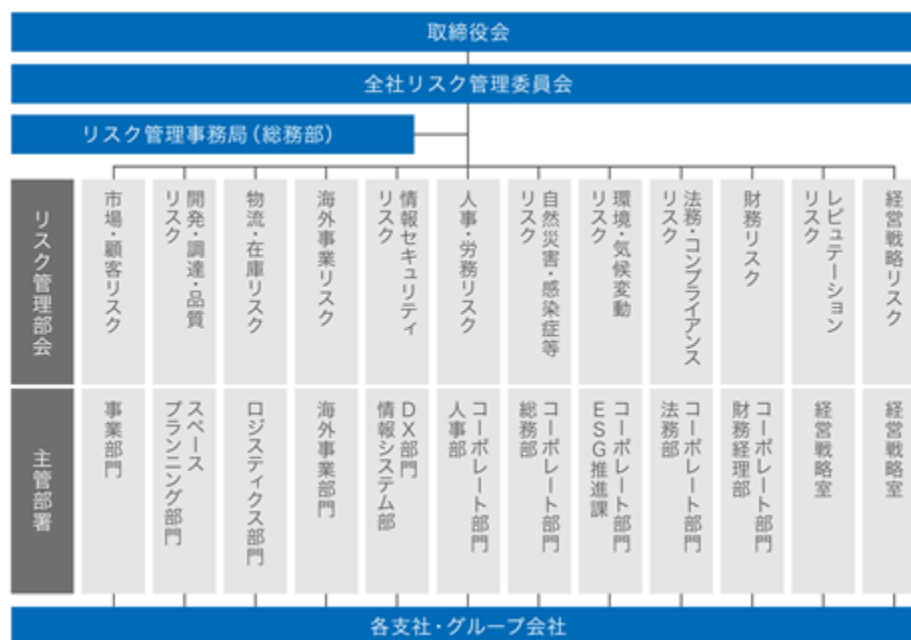 取締役会
全社リスク管理委員会
リスク管理事務局（総務部）
リスク管理部会
市場・顧客リスク
開発・調達・品質
リスク
物流・在庫リスク
海外事業リスク
情報セキュリティ
リスク
人事・労務リスク
自然災害・感染症等
リスク
環境・気候変動
リスク
法務・コンプライアンス
リスク
財務リスク
レピュテーション
リスク
経営戦略リスク
主管部署
事業部門
スペース
プランニング部門
ロジスティクス部門
海外事業部門
DX部門
情報システム部
コーポレート部門
人事部
コーポレート部門
総務部
コーポレート部門
ESG推進課
コーポレート部門
法務部
コーポレート部門
財務経理部
経営戦略室
経営戦略室
各支社・グループ会社